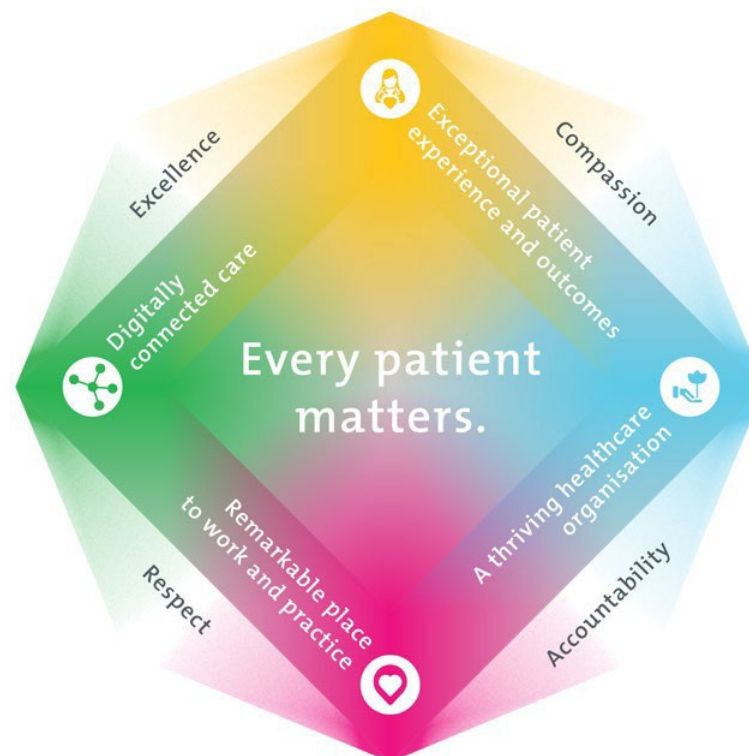 Excellence
Compassion
Exceptional patient
experience and outcomes
Digitally
connected care
Every patient
matters.
Remarkable place
to work and practice
A thriving healthcare
organisation
Respect
Accountability